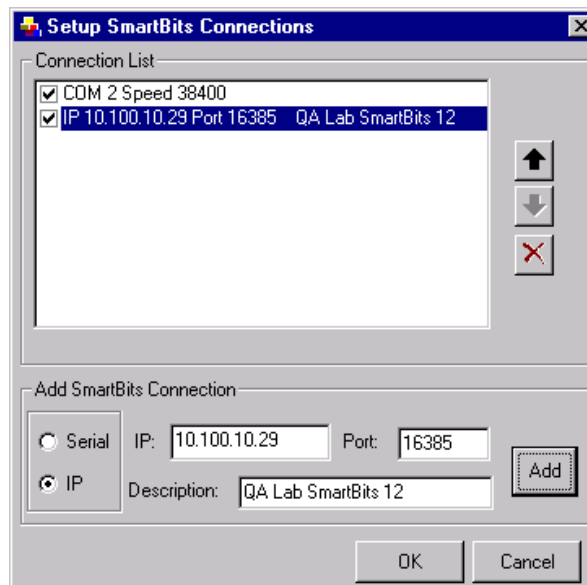 Setup SmartBits Connections
Connection List
COM 2 Speed 38400
IP 10.100.10.29 Port 16385 QA Lab SmartBits 12
Add SmartBits Connection
Serial IP: 10.100.10.29 Port: 16385
IP Description: QA Lab SmartBits 12
Add
OK Cancel